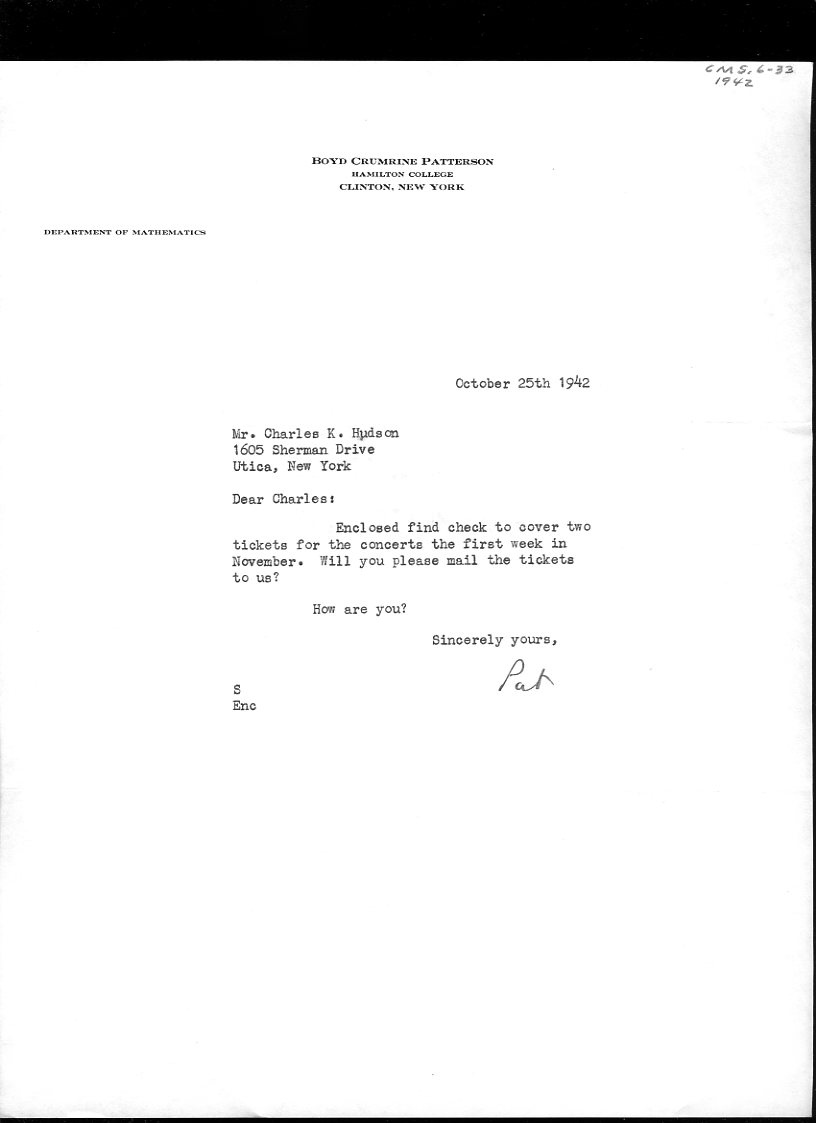 CMS. 6-33
1942
BOYD CRUMRINE PATTERSON
HAMILTON COLLEGE
CLINTON, NEW YORK
DEPARTMENT OF MATHEMATICS
October 25th 1942
Mr. Charles K. Hudson
1605 Sherman Drive
Utica, New York
Dear Charles:
Enclosed find check to cover two
tickets for the concerts the first week in
November. Will you please mail the tickets
to us?
How are you?
Sincerely yours,
Pat
S
Enc